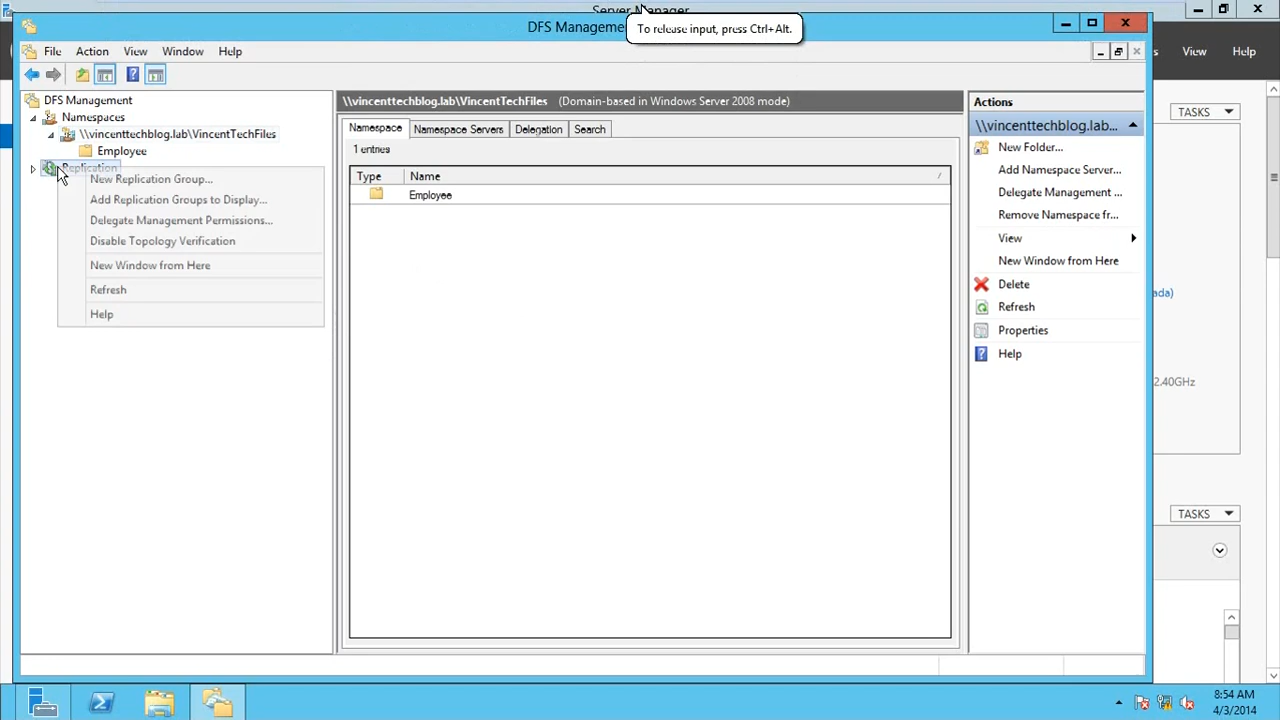 Server Manager
DFS Management
To release input, press Ctrl+Alt.
File Action View Window Help
View Help
DFS Management
Namespaces
\\vincenttechblog.lab\VincentTechFiles
Employee
Replication
New Replication Group...
Add Replication Groups to Display...
Delegate Management Permissions...
Disable Topology Verification
New Window from Here
Refresh
Help
\\vincenttechblog.lab\VincentTechFiles (Domain-based in Windows Server 2008 mode)
Namespace Namespace Servers Delegation Search
1 entries
Type Name
Employee
Actions
\\vincenttechblog.lab...
New Folder...
Add Namespace Server...
Delegate Management ...
Remove Namespace fr...
View
New Window from Here
Delete
Refresh
Properties
Help
TASKS
ada)
2.40GHz
TASKS
8:54 AM
4/3/2014